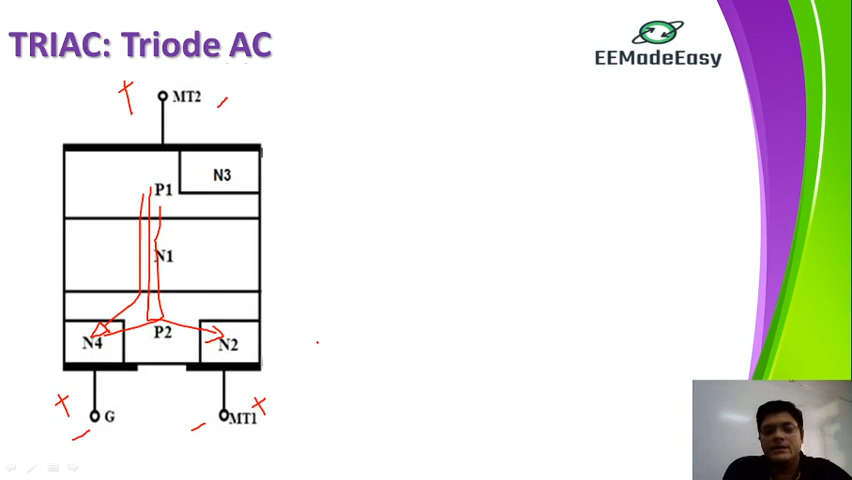 TRIAC: Triode AC
EEMadeEasy
+ MT2 -
N3
P1
N1
P2
N4
N2
+ G -
- MT1 +